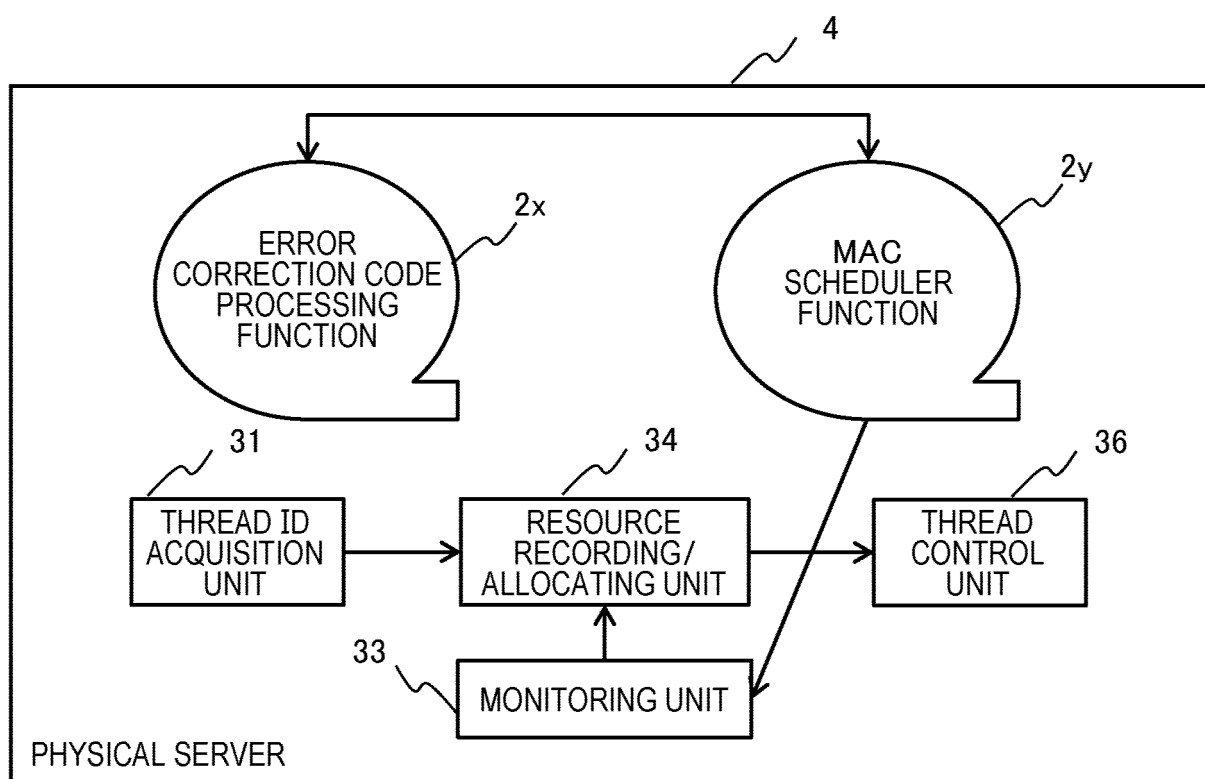 4
2x
ERROR
CORRECTION CODE
PROCESSING
FUNCTION
2y
MAC
SCHEDULER
FUNCTION
31
THREAD ID
ACQUISITION
UNIT
34
RESOURCE
RECORDING/
ALLOCATING UNIT
36
THREAD
CONTROL
UNIT
33
MONITORING UNIT
PHYSICAL SERVER